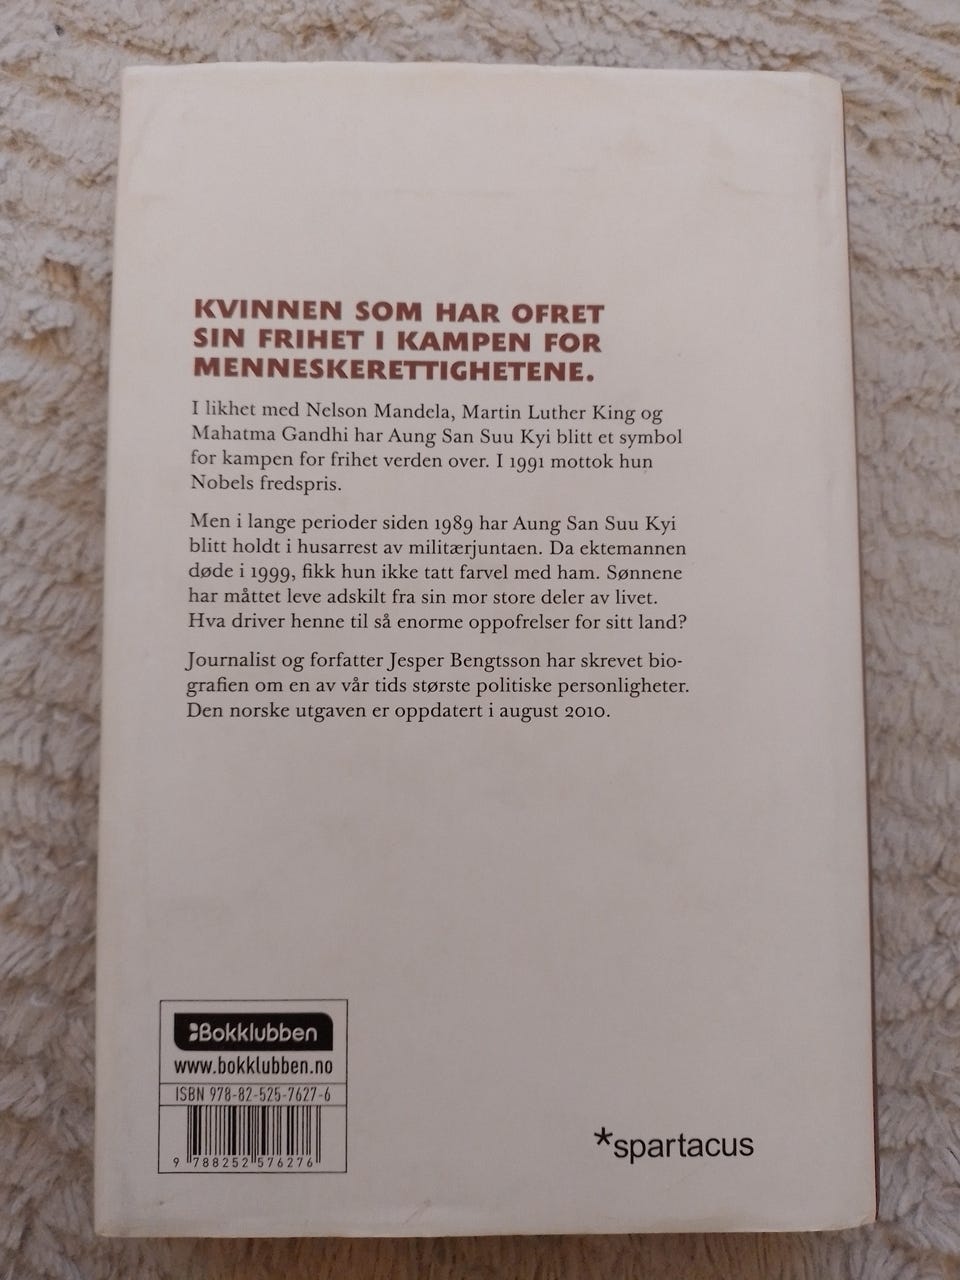 KVINNEN SOM HAR OFRET
SIN FRIHET I KAMPEN FOR
MENNESKERETTIGHETENE.
I likhet med Nelson Mandela, Martin Luther King og
Mahatma Gandhi har Aung San Suu Kyi blitt et symbol
for kampen for frihet verden over. I 1991 mottok hun
Nobels fredspris.
Men i lange perioder siden 1989 har Aung San Suu Kyi
blitt holdt i husarrest av militærjuntaen. Da ektemannen
døde i 1999, fikk hun ikke tatt farvel med ham. Sønnene
har måttet leve adskilt fra sin mor store deler av livet.
Hva driver henne til så enorme oppofrelser for sitt land?
Journalist og forfatter Jesper Bengtsson har skrevet bio-
grafien om en av vår tids største politiske personligheter.
Den norske utgaven er oppdatert i august 2010.
Bokklubben
www.bokklubben.no
ISBN 978-82-525-7627-6
9 788252 576276
*spartacus